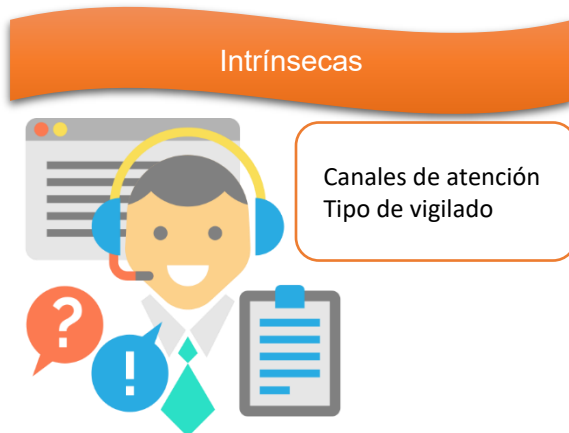 Intrínsecas
Canales de atención
Tipo de vigilado
?
!